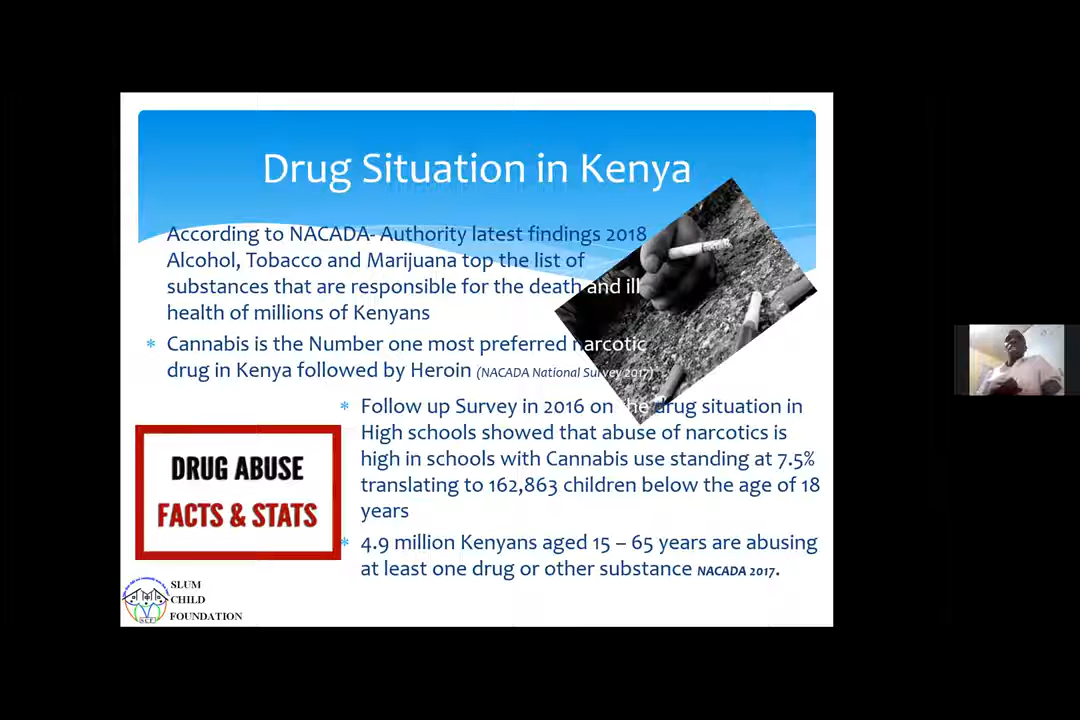 Drug Situation in Kenya
According to NACADA- Authority latest findings 2018
Alcohol, Tobacco and Marijuana top the list of
substances that are responsible for the death and ill
health of millions of Kenyans
* Cannabis is the Number one most preferred narcotic
drug in Kenya followed by Heroin (NACADA National Survey 2017)
* Follow up Survey in 2016 on the drug situation in
High schools showed that abuse of narcotics is
high in schools with Cannabis use standing at 7.5%
translating to 162,863 children below the age of 18
years
* 4.9 million Kenyans aged 15 – 65 years are abusing
at least one drug or other substance NACADA 2017.
DRUG ABUSE
FACTS & STATS
SLUM
CHILD
FOUNDATION